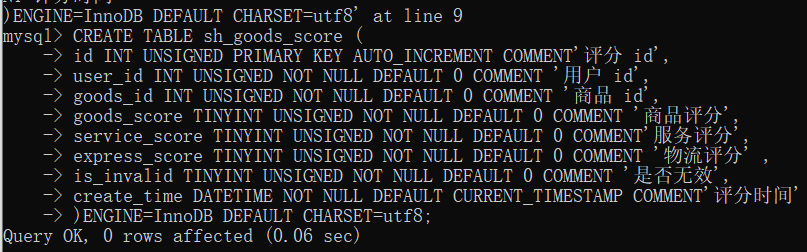 )ENGINE=InnoDB DEFAULT CHARSET=utf8' at line 9
mysql> CREATE TABLE sh_goods_score (
    -> id INT UNSIGNED PRIMARY KEY AUTO_INCREMENT COMMENT'评分 id',
    -> user_id INT UNSIGNED NOT NULL DEFAULT 0 COMMENT '用户 id',
    -> goods_id INT UNSIGNED NOT NULL DEFAULT 0 COMMENT '商品 id',
    -> goods_score TINYINT UNSIGNED NOT NULL DEFAULT 0 COMMENT '商品评分',
    -> service_score TINYINT UNSIGNED NOT NULL DEFAULT 0 COMMENT'服务评分',
    -> express_score TINYINT UNSIGNED NOT NULL DEFAULT 0 COMMENT '物流评分' ,
    -> is_invalid TINYINT UNSIGNED NOT NULL DEFAULT 0 COMMENT '是否无效',
    -> create_time DATETIME NOT NULL DEFAULT CURRENT_TIMESTAMP COMMENT'评分时间'
    -> )ENGINE=InnoDB DEFAULT CHARSET=utf8;
Query OK, 0 rows affected (0.06 sec)